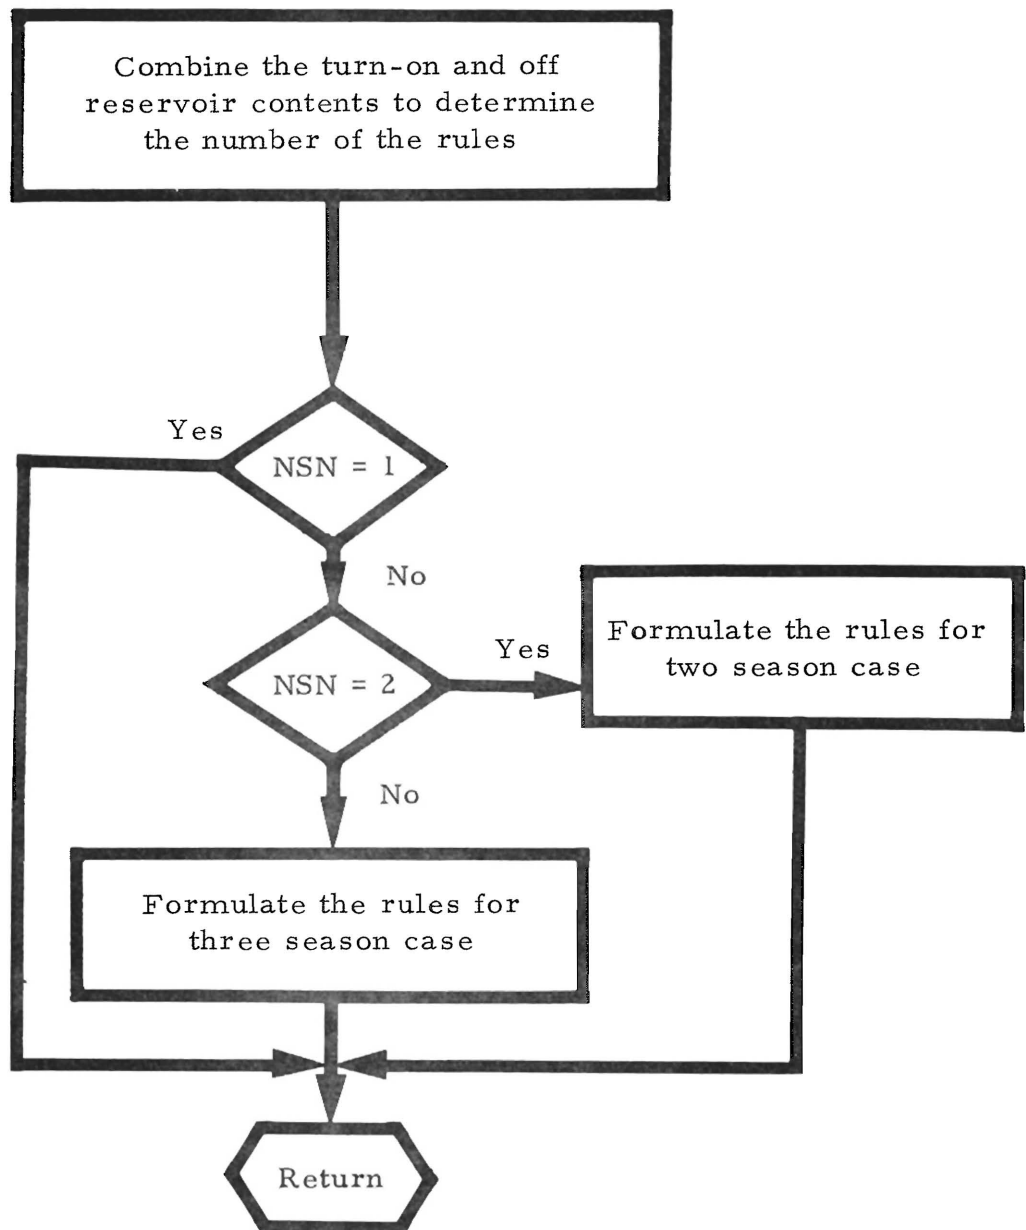 Combine the turn-on and off
reservoir contents to determine
the number of the rules
Yes
NSN = 1
No
NSN = 2
Yes
Formulate the rules for
two season case
No
Formulate the rules for
three season case
Return